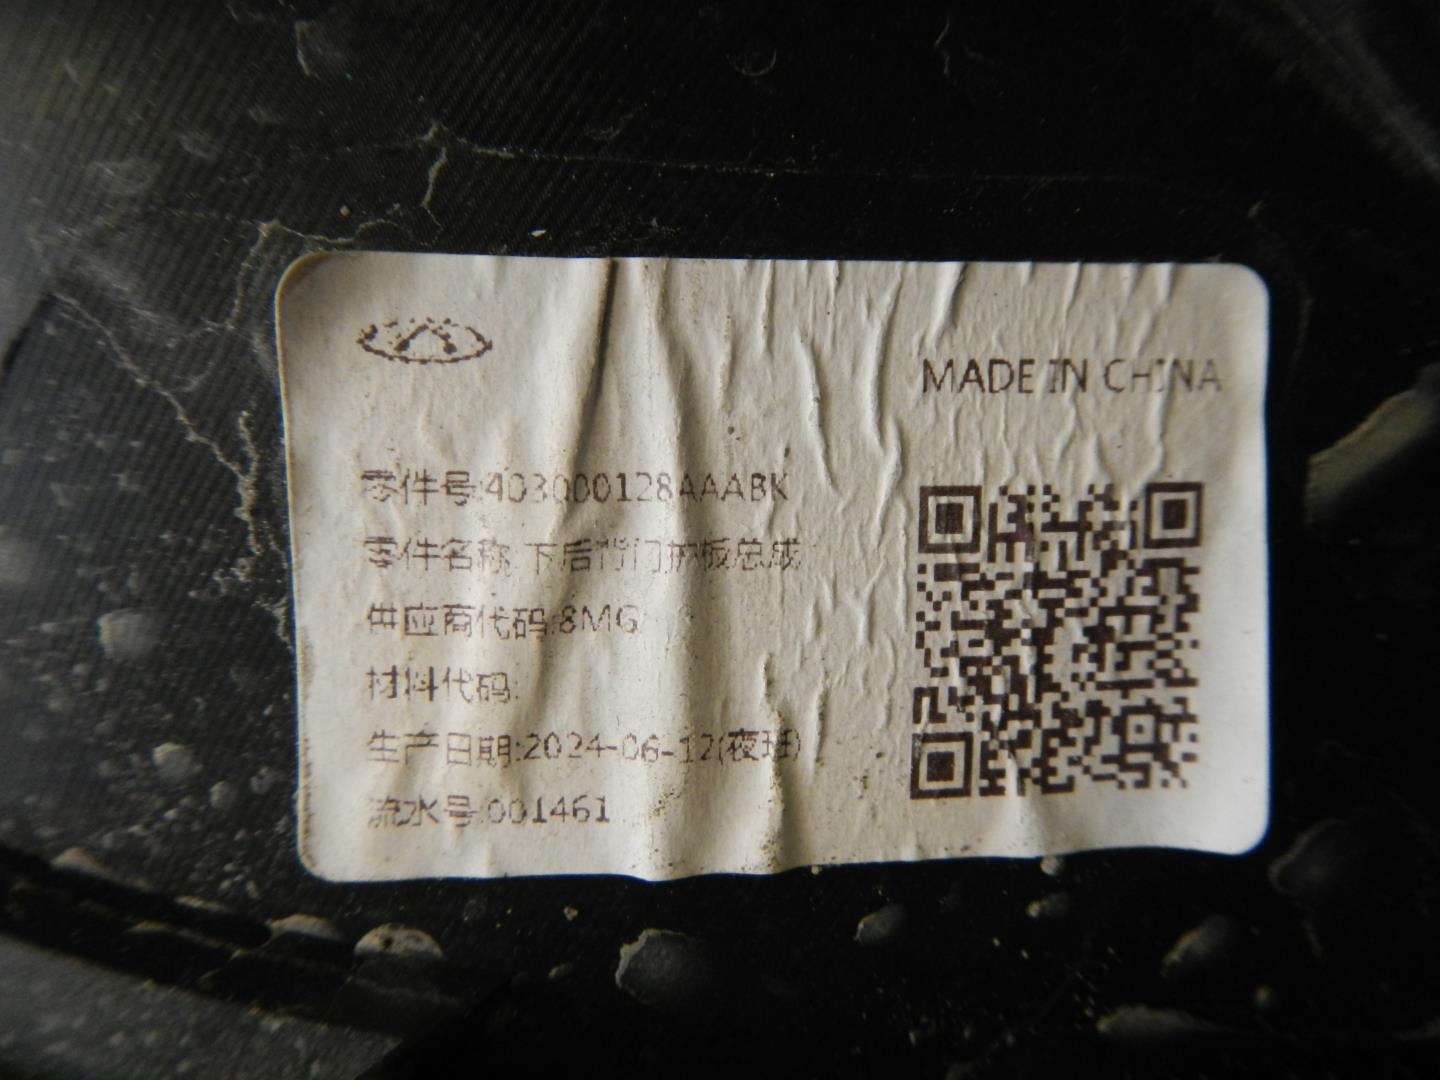 MADE IN CHINA
零件号:403000128AAABK
零件名称:下后背门护板总成
供应商代码:8MG
材料代码:
生产日期:2024-06-12(夜班)
流水号:001461